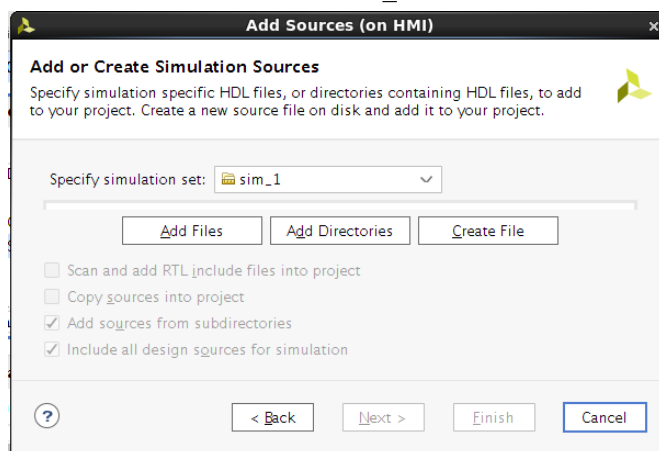 Add Sources (on HMI)
Add or Create Simulation Sources
Specify simulation specific HDL files, or directories containing HDL files, to add
to your project. Create a new source file on disk and add it to your project.
Specify simulation set: sim_1
Add Files Add Directories Create File
Scan and add RTL include files into project
Copy sources into project
Add sources from subdirectories
Include all design sources for simulation
? < Back Next > Finish Cancel